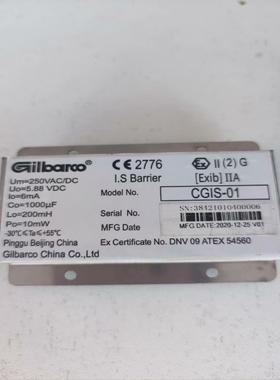 Gilbarco
CE 2776
Ex II (2) G
Um=250VAC/DC
Uo=5.88 VDC
Io=6mA
Co=1000µF
Lo=200mH
Po=10mW
-30℃≤Ta≤+55℃
Pinggu Beijing China
Gilbarco China Co.,Ltd
I.S Barrier
[Exib] IIA
Model No. CGIS-01
Serial No. SN:38421010400006
MFG Date MFG DATE:2020-12-25 V01
Ex Certificate No. DNV 09 ATEX 54560